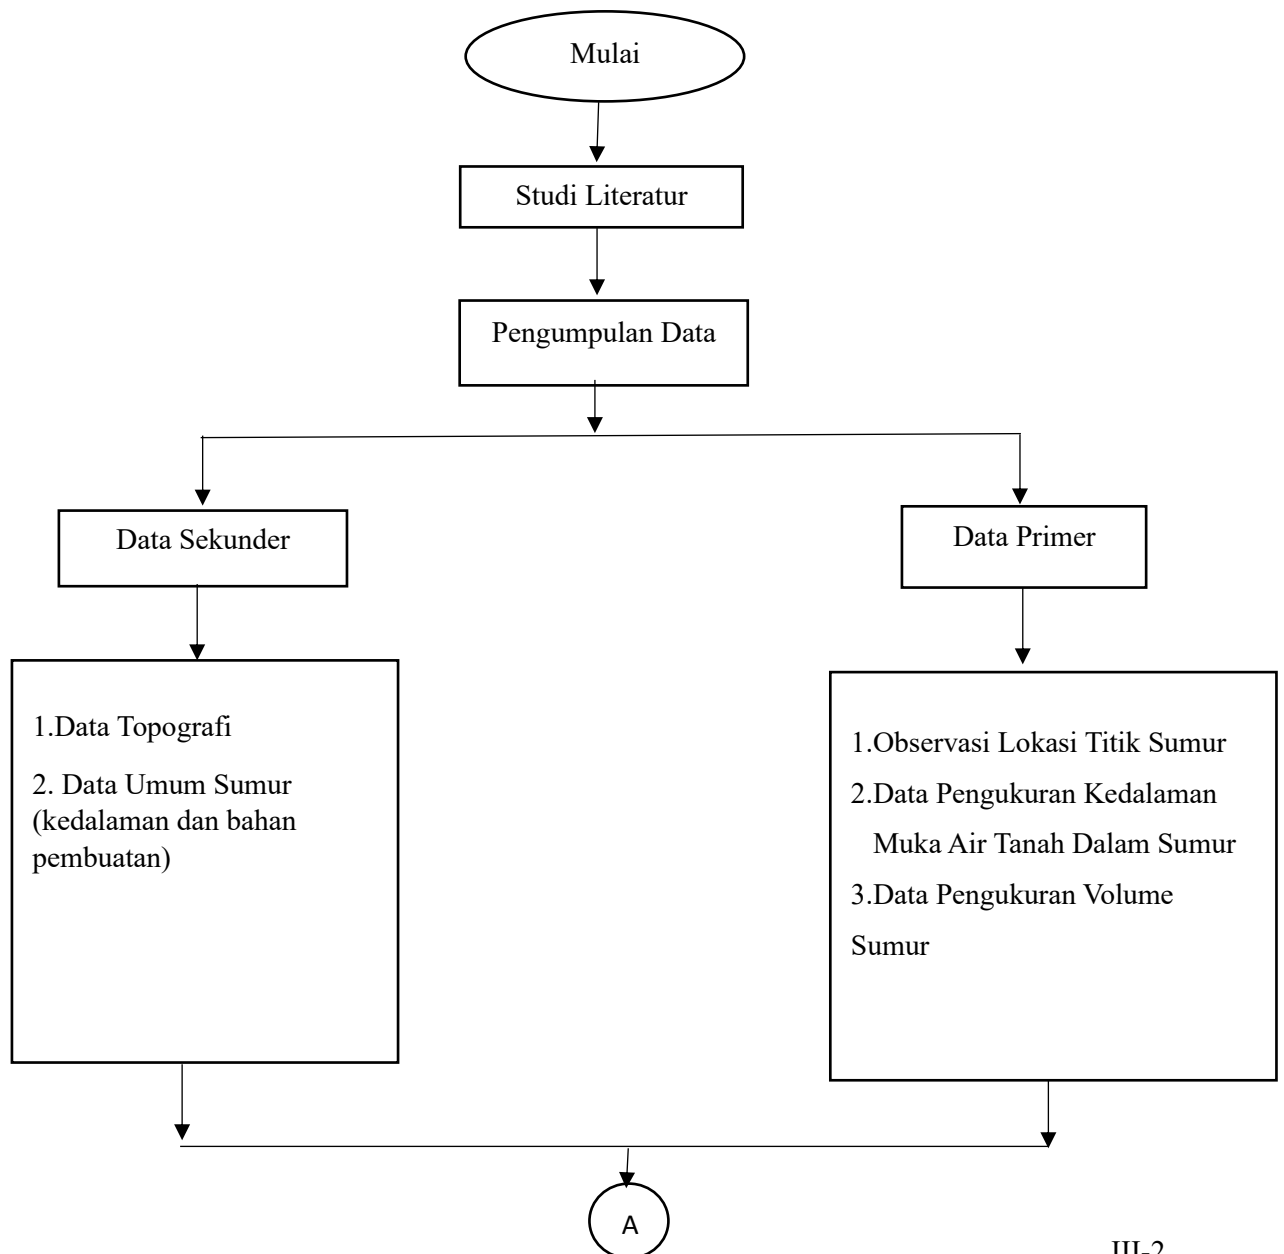 Mulai
Studi Literatur
Pengumpulan Data
Data Sekunder
Data Primer
1.Data Topografi
2. Data Umum Sumur
(kedalaman dan bahan
pembuatan)
1.Observasi Lokasi Titik Sumur
2.Data Pengukuran Kedalaman
Muka Air Tanah Dalam Sumur
3.Data Pengukuran Volume
Sumur
A
III-2